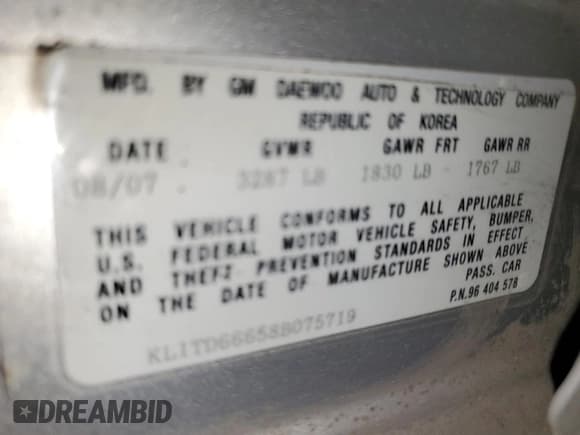 MFD. BY GM DAEWOO AUTO & TECHNOLOGY COMPANY
REPUBLIC OF KOREA
DATE GVWR GAWR FRT GAWR RR
08/07 . 3287 LB 1830 LB - 1767 LB
THIS VEHICLE CONFORMS TO ALL APPLICABLE
U.S. FEDERAL MOTOR VEHICLE SAFETY, BUMPER,
AND THEFT PREVENTION STANDARDS IN EFFECT
ON THE DATE OF MANUFACTURE SHOWN ABOVE
PASS. CAR
P.N.96 404 578
KL1TD66658B075719
DREAMBID